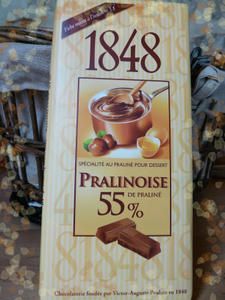 1848
SPÉCIALITÉ AU PRALINÉ POUR DESSERT
PRALINOISE
55% DE PRALINÉ
Chocolaterie fondée par Victor-Auguste Poulain en 1848